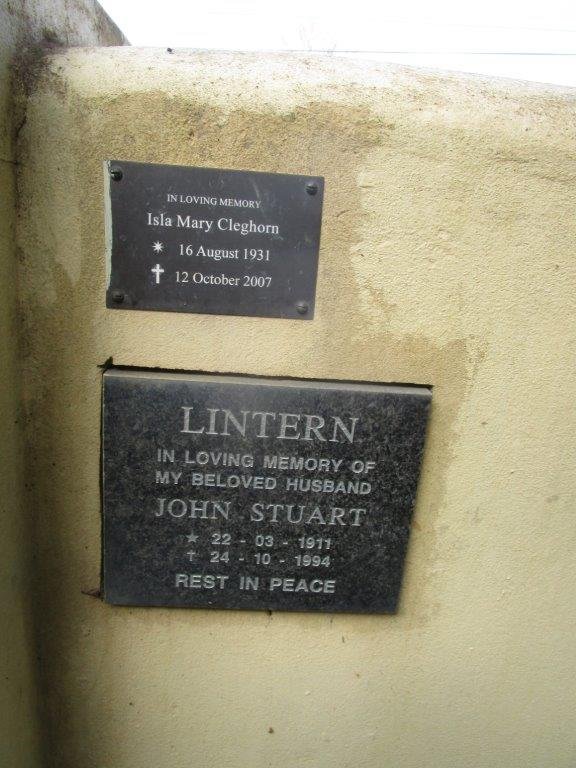 IN LOVING MEMORY
Isla Mary Cleghorn
✷ 16 August 1931
✝ 12 October 2007
LINTERN
IN LOVING MEMORY OF
MY BELOVED HUSBAND
JOHN STUART
★ 22 - 03 - 1911
✝ 24 - 10 - 1994
REST IN PEACE